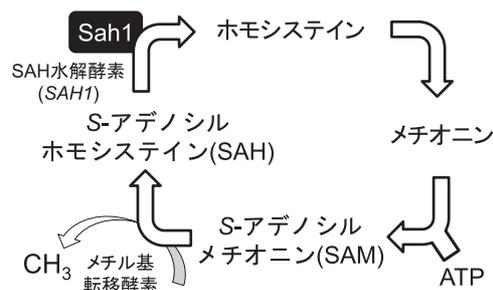 Sah1
ホモシステイン
SAH水解酵素
(SAH1)
メチオニン
S-アデノシル
ホモシステイン(SAH)
S-アデノシル
メチオニン(SAM)
CH3
メチル基
転移酵素
ATP